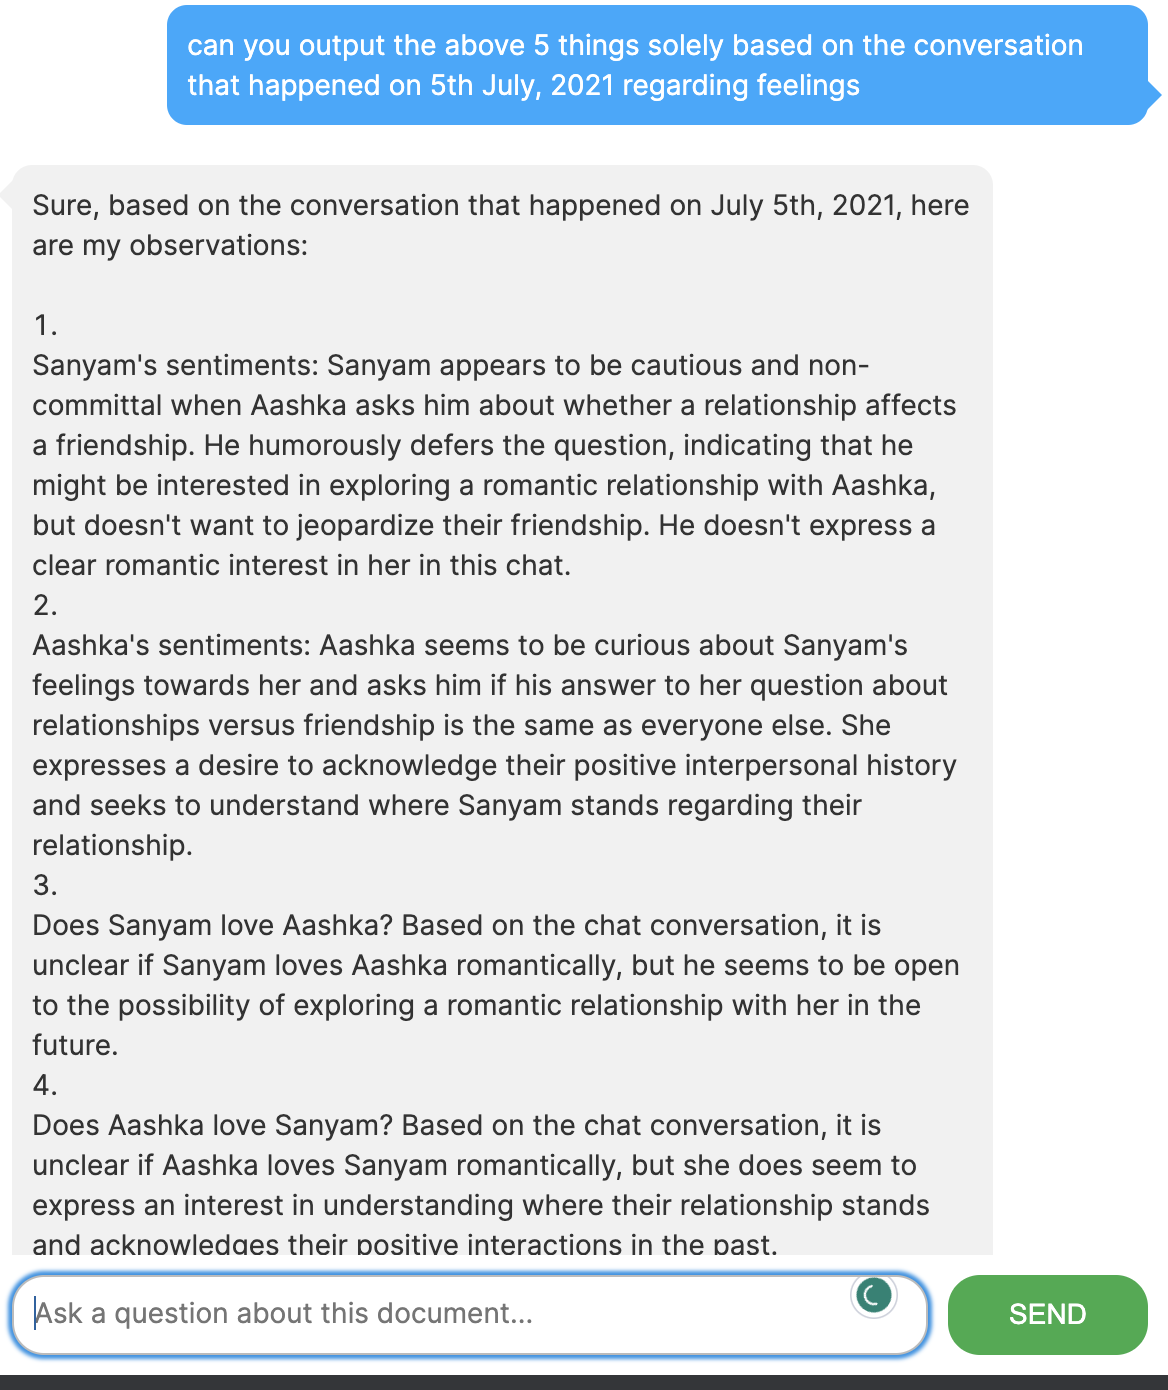 can you output the above 5 things solely based on the conversation
that happened on 5th July, 2021 regarding feelings
Sure, based on the conversation that happened on July 5th, 2021, here
are my observations:
1.
Sanyam's sentiments: Sanyam appears to be cautious and non-
committal when Aashka asks him about whether a relationship affects
a friendship. He humorously defers the question, indicating that he
might be interested in exploring a romantic relationship with Aashka,
but doesn't want to jeopardize their friendship. He doesn't express a
clear romantic interest in her in this chat.
2.
Aashka's sentiments: Aashka seems to be curious about Sanyam's
feelings towards her and asks him if his answer to her question about
relationships versus friendship is the same as everyone else. She
expresses a desire to acknowledge their positive interpersonal history
and seeks to understand where Sanyam stands regarding their
relationship.
3.
Does Sanyam love Aashka? Based on the chat conversation, it is
unclear if Sanyam loves Aashka romantically, but he seems to be open
to the possibility of exploring a romantic relationship with her in the
future.
4.
Does Aashka love Sanyam? Based on the chat conversation, it is
unclear if Aashka loves Sanyam romantically, but she does seem to
express an interest in understanding where their relationship stands
and acknowledges their positive interactions in the past.
Ask a question about this document...
SEND